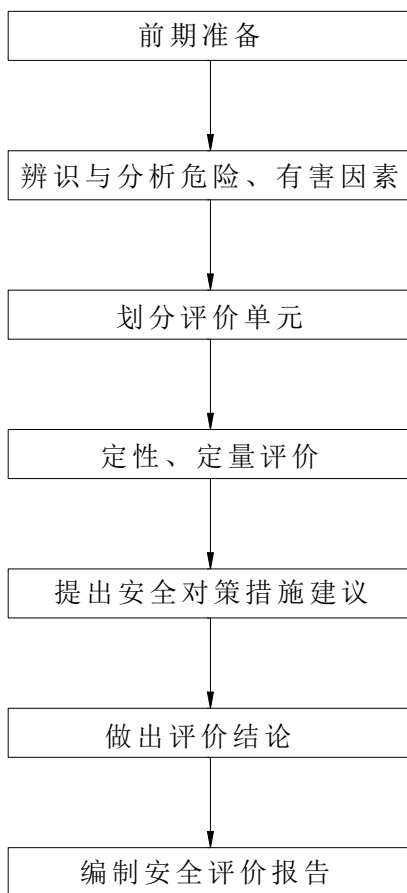 前期准备
辨识与分析危险、有害因素
划分评价单元
定性、定量评价
提出安全对策措施建议
做出评价结论
编制安全评价报告